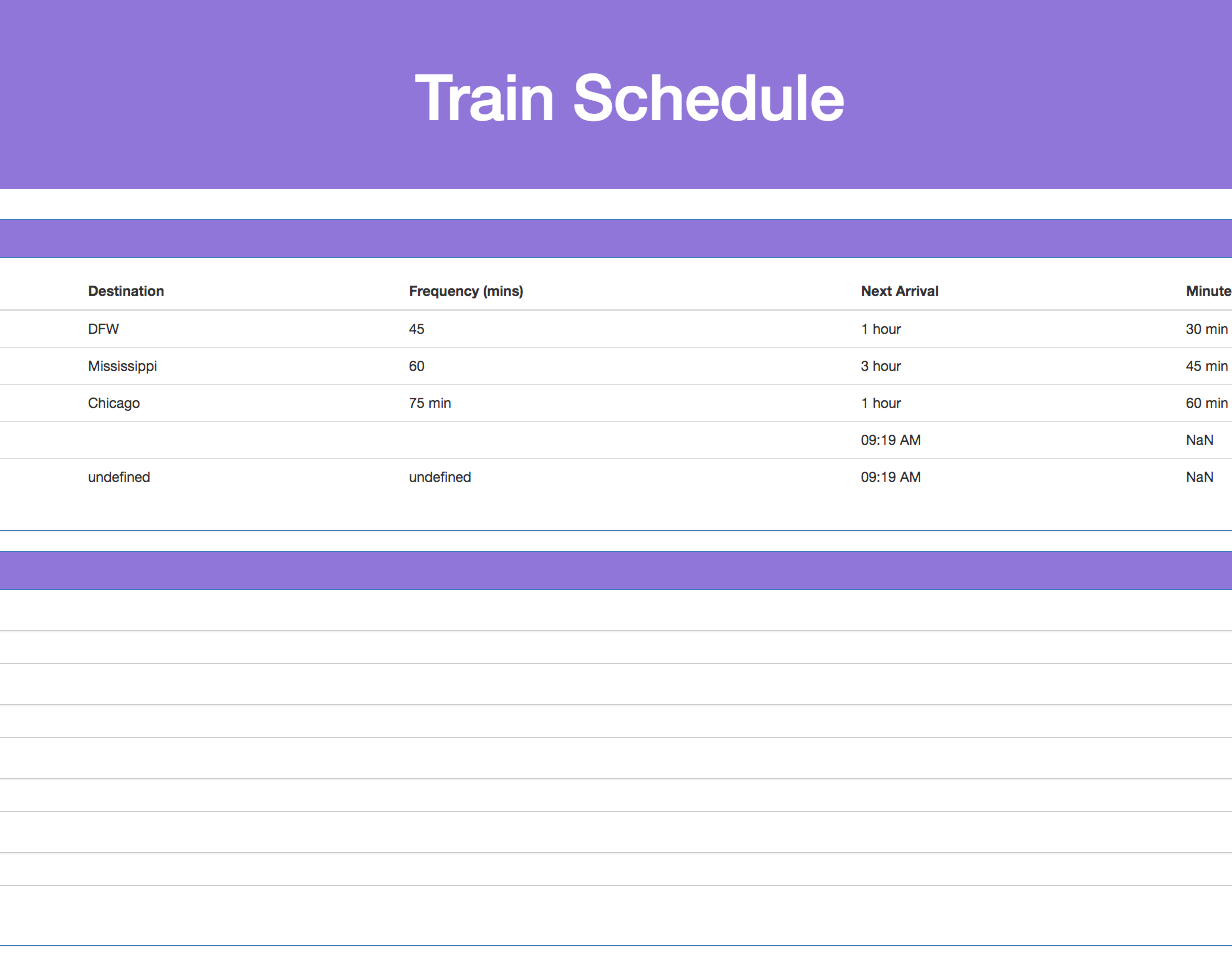 Train Schedule
Destination Frequency (mins) Next Arrival Minute
DFW 45 1 hour 30 min
Mississippi 60 3 hour 45 min
Chicago 75 min 1 hour 60 min
09:19 AM NaN
undefined undefined 09:19 AM NaN